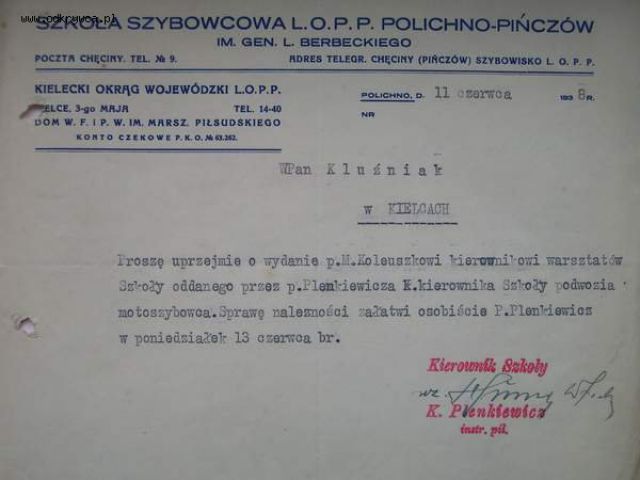 www.odkrywca.pl
SZKOŁA SZYBOWCOWA L.O.P.P. POLICHNO-PIŃCZÓW
IM. GEN. L. BERBECKIEGO
POCZTA CHĘCINY. TEL. № 9.
ADRES TELEGR. CHĘCINY (PIŃCZÓW) SZYBOWISKO L. O. P. P.
KIELECKI OKRĄG WOJEWÓDZKI L.O.P.P.
3-go MAJA TEL. 14-40
DOM W. F. I P. W. IM. MARSZ. PIŁSUDSKIEGO
KONTO CZEKOWE P. K. O. № 63.262.
POLICHNO, D. 11 czerwca 1938 R.
NR
WPan Kluźniak
w KIELCACH
Proszę uprzejmie o wydanie p.M.Koleuszkowi kierownikowi warsztatów
Szkoły oddanego przez p.Plenkiewicza K.kierownika Szkoły podwozia
motoszybowca. Sprawę należności załatwi osobiście P.Plenkiewicz
w poniedziałek 13 czerwca br.
Kierownik Szkoły
wz.
K. Plenkiewicz
instr. pil.